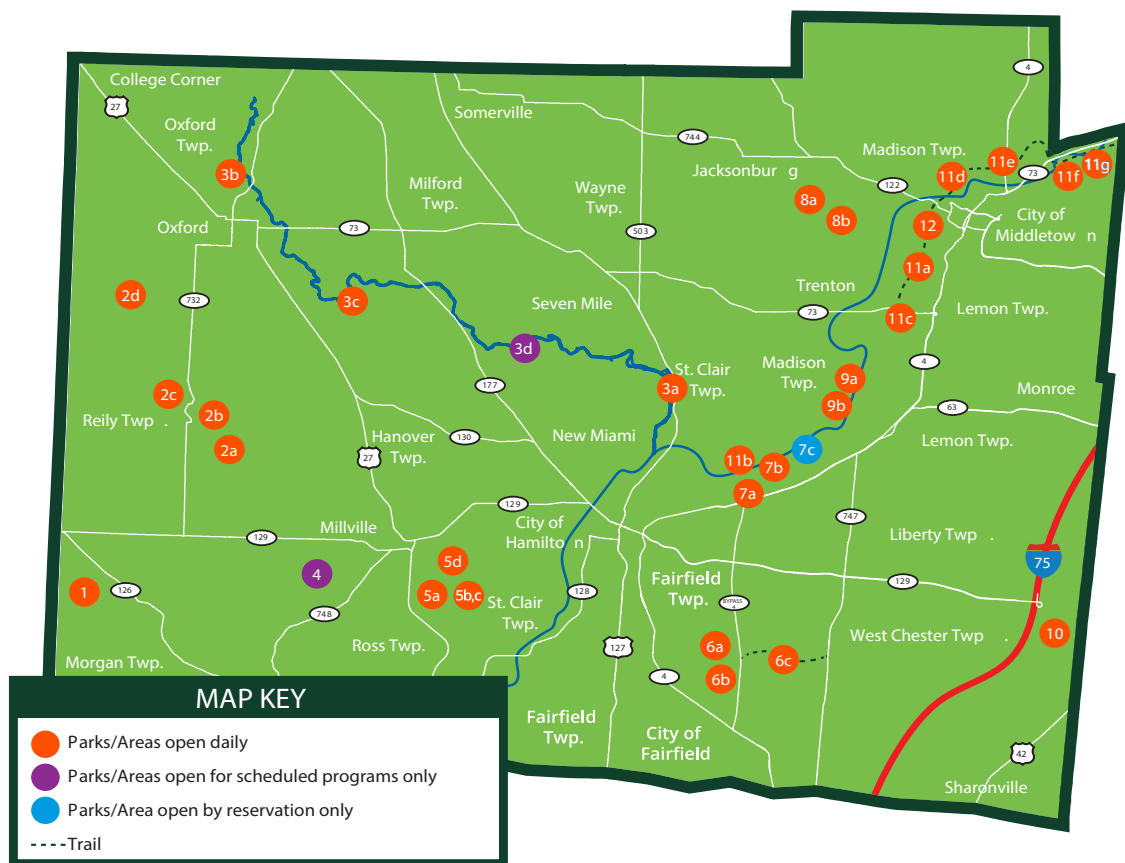 4
College Corner
27
Somerville
Oxford
Twp.
744
Madison Twp.
11e
73
11g
11f
3b
Jacksonbur g
11d
Milford
Twp.
Wayne
Twp.
122
8a
8b
12
City of
Middletow n
Oxford
73
503
11a
2d
732
3c
Seven Mile
Trenton
73
11c
Lemon Twp.
3d
4
St. Clair
Twp.
Madison
Twp.
9a
3a
177
Monroe
2c
9b
63
2b
Reily Twp .
Hanover
Twp.
130
New Miami
Lemon Twp.
2a
27
11b
7b
7c
7a
129
747
Millville
City of
Hamilto n
129
Liberty Twp .
75
5d
4
Fairfield
Twp.
129
1
126
5a
5b,c
128
St. Clair
Twp.
BYPASS
4
748
West Chester Twp .
10
Ross Twp.
6a
127
6c
Morgan Twp.
4
6b
MAP KEY
Parks/Areas open daily
Parks/Areas open for scheduled programs only
Parks/Area open by reservation only
Trail
Fairfield
Twp.
City of
Fairfield
42
Sharonville